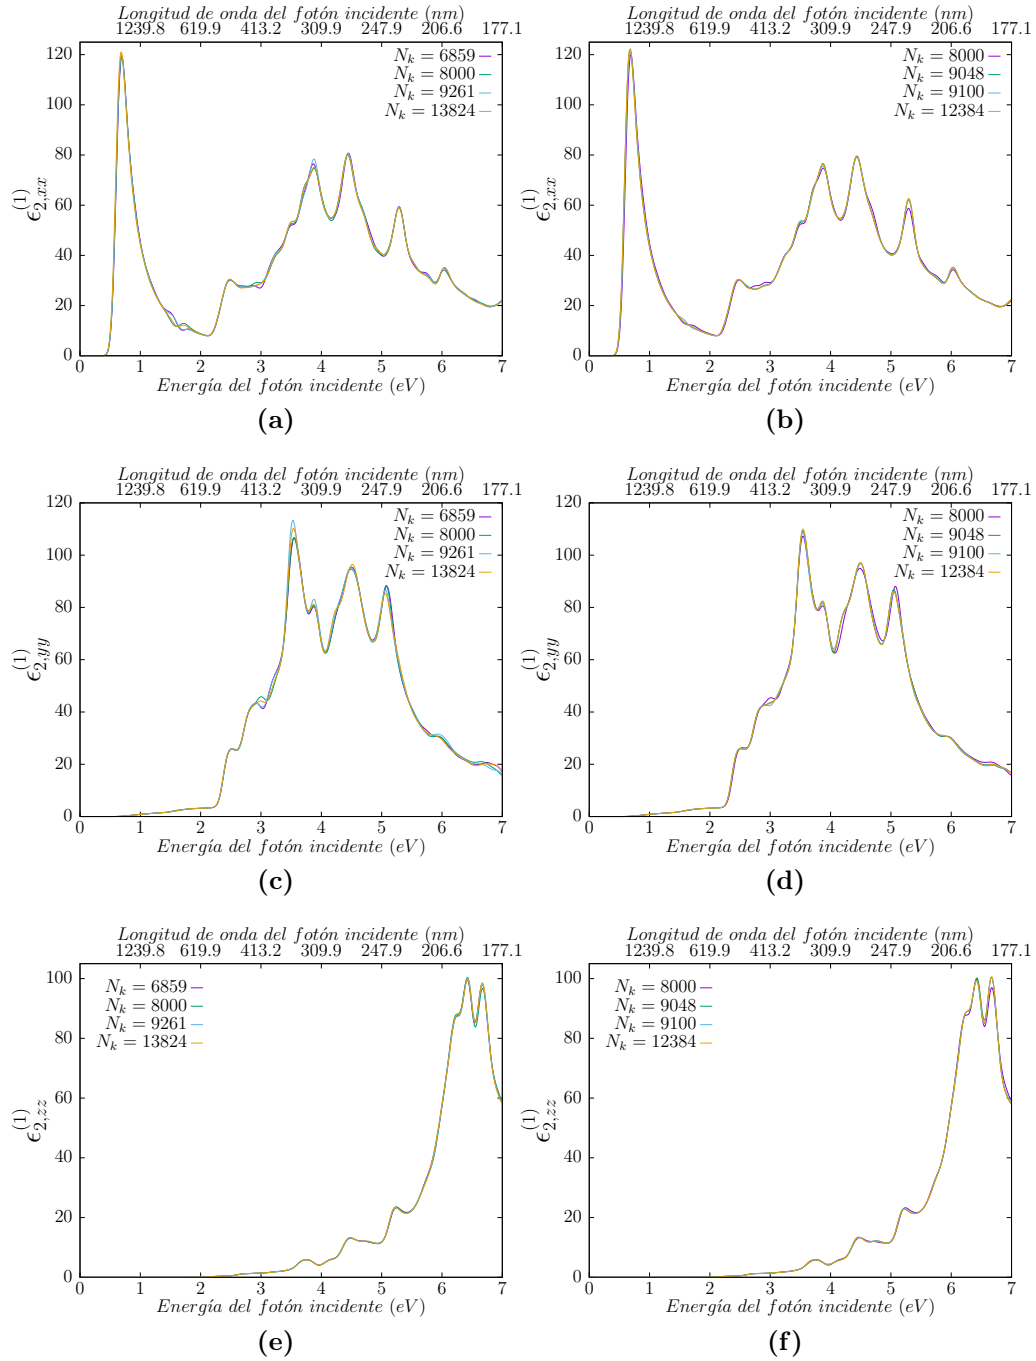 Longitud de onda del fotón incidente (nm)
1239.8 619.9 413.2 309.9 247.9 206.6 177.1
120
100
80
60
40
20
0
ϵ(1)2,xx
N_k = 6859
N_k = 8000
N_k = 9261
N_k = 13824
0 1 2 3 4 5 6 7
Energía del fotón incidente (eV)
(a)
Longitud de onda del fotón incidente (nm)
1239.8 619.9 413.2 309.9 247.9 206.6 177.1
120
100
80
60
40
20
0
ϵ(1)2,xx
N_k = 8000
N_k = 9048
N_k = 9100
N_k = 12384
0 1 2 3 4 5 6 7
Energía del fotón incidente (eV)
(b)
Longitud de onda del fotón incidente (nm)
1239.8 619.9 413.2 309.9 247.9 206.6 177.1
120
100
80
60
40
20
0
ϵ(1)2,yy
N_k = 6859
N_k = 8000
N_k = 9261
N_k = 13824
0 1 2 3 4 5 6 7
Energía del fotón incidente (eV)
(c)
Longitud de onda del fotón incidente (nm)
1239.8 619.9 413.2 309.9 247.9 206.6 177.1
120
100
80
60
40
20
0
ϵ(1)2,yy
N_k = 8000
N_k = 9048
N_k = 9100
N_k = 12384
0 1 2 3 4 5 6 7
Energía del fotón incidente (eV)
(d)
Longitud de onda del fotón incidente (nm)
1239.8 619.9 413.2 309.9 247.9 206.6 177.1
100
80
60
40
20
0
ϵ(1)2,zz
N_k = 6859
N_k = 8000
N_k = 9261
N_k = 13824
0 1 2 3 4 5 6 7
Energía del fotón incidente (eV)
(e)
Longitud de onda del fotón incidente (nm)
1239.8 619.9 413.2 309.9 247.9 206.6 177.1
100
80
60
40
20
0
ϵ(1)2,zz
N_k = 8000
N_k = 9048
N_k = 9100
N_k = 12384
0 1 2 3 4 5 6 7
Energía del fotón incidente (eV)
(f)